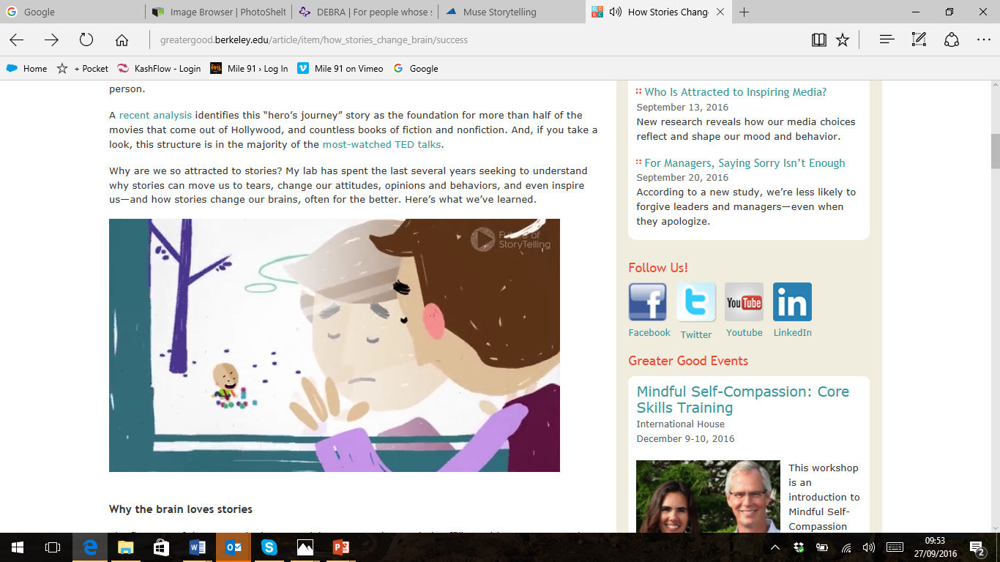 Google
Image Browser | PhotoShelt
DEBRA | For people whose s
Muse Storytelling
How Stories Change
greatergood.berkeley.edu/article/item/how_stories_change_brain/success
Home
+ Pocket
KashFlow - Login
Mile 91 › Log In
Mile 91 on Vimeo
Google
person.
A recent analysis identifies this “hero’s journey” story as the foundation for more than half of the
movies that come out of Hollywood, and countless books of fiction and nonfiction. And, if you take a
look, this structure is in the majority of the most-watched TED talks.
Why are we so attracted to stories? My lab has spent the last several years seeking to understand
why stories can move us to tears, change our attitudes, opinions and behaviors, and even inspire
us—and how stories change our brains, often for the better. Here’s what we’ve learned.
Future of
StoryTelling
Why the brain loves stories
Who Is Attracted to Inspiring Media?
September 13, 2016
New research reveals how our media choices
reflect and shape our mood and behavior.
For Managers, Saying Sorry Isn’t Enough
September 20, 2016
According to a new study, we’re less likely to
forgive leaders and managers—even when
they apologize.
Follow Us!
You Tube
in
Facebook
Twitter
Youtube
LinkedIn
Greater Good Events
Mindful Self-Compassion: Core
Skills Training
International House
December 9-10, 2016
This workshop
is an
introduction to
Mindful Self-
Compassion
09:53
27/09/2016
2